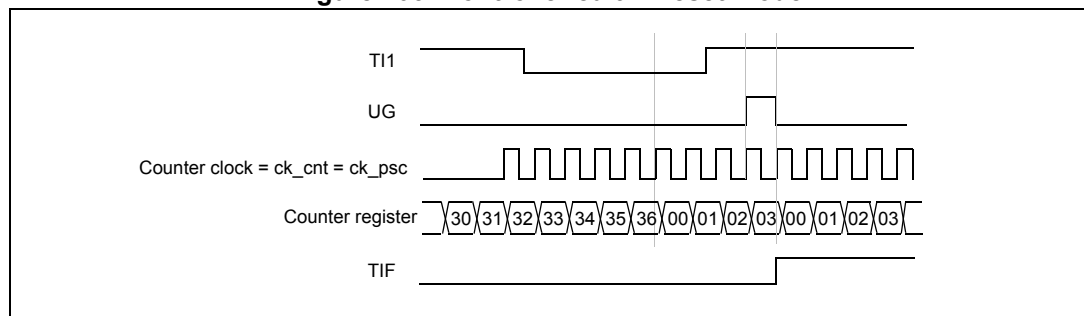 TI1
UG
Counter clock = ck_cnt = ck_psc
Counter register 30 31 32 33 34 35 36 00 01 02 03 00 01 02 03
TIF